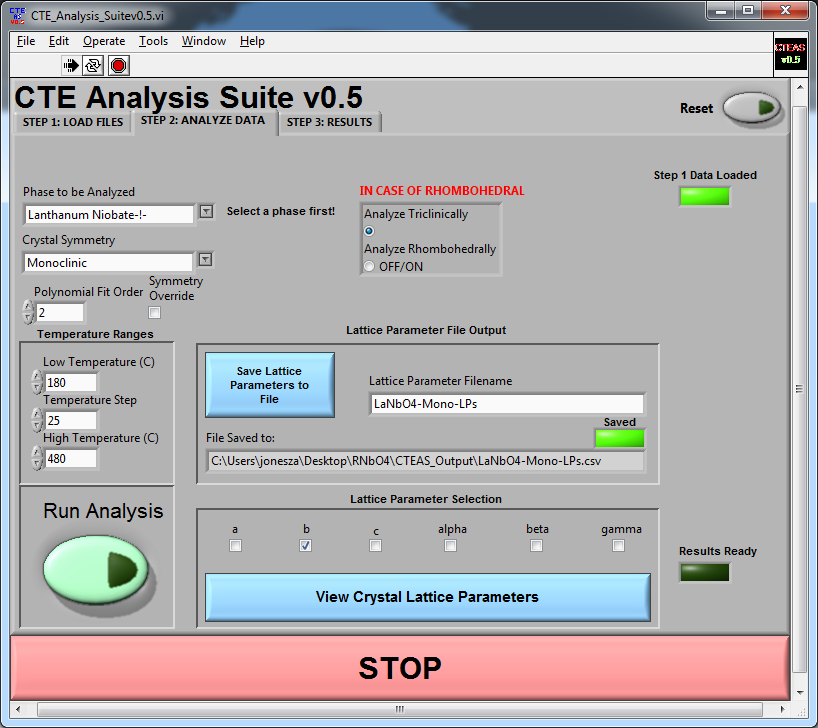 CTE_Analysis_Suitev0.5.vi
File Edit Operate Tools Window Help
CTEAS
v0.5
CTE Analysis Suite v0.5
Reset
STEP 1: LOAD FILES
STEP 2: ANALYZE DATA
STEP 3: RESULTS
Step 1 Data Loaded
Phase to be Analyzed
Lanthanum Niobate-!-
Select a phase first!
IN CASE OF RHOMBOHEDRAL
Analyze Triclinically
Analyze Rhombohedrally
OFF/ON
Crystal Symmetry
Monoclinic
Polynomial Fit Order
2
Symmetry
Override
Temperature Ranges
Low Temperature (C)
180
Temperature Step
25
High Temperature (C)
480
Lattice Parameter File Output
Save Lattice
Parameters to
File
Lattice Parameter Filename
LaNbO4-Mono-LPs
Saved
File Saved to:
C:\Users\jonesza\Desktop\RNbO4\CTEAS_Output\LaNbO4-Mono-LPs.csv
Run Analysis
Lattice Parameter Selection
a b c alpha beta gamma
View Crystal Lattice Parameters
Results Ready
STOP